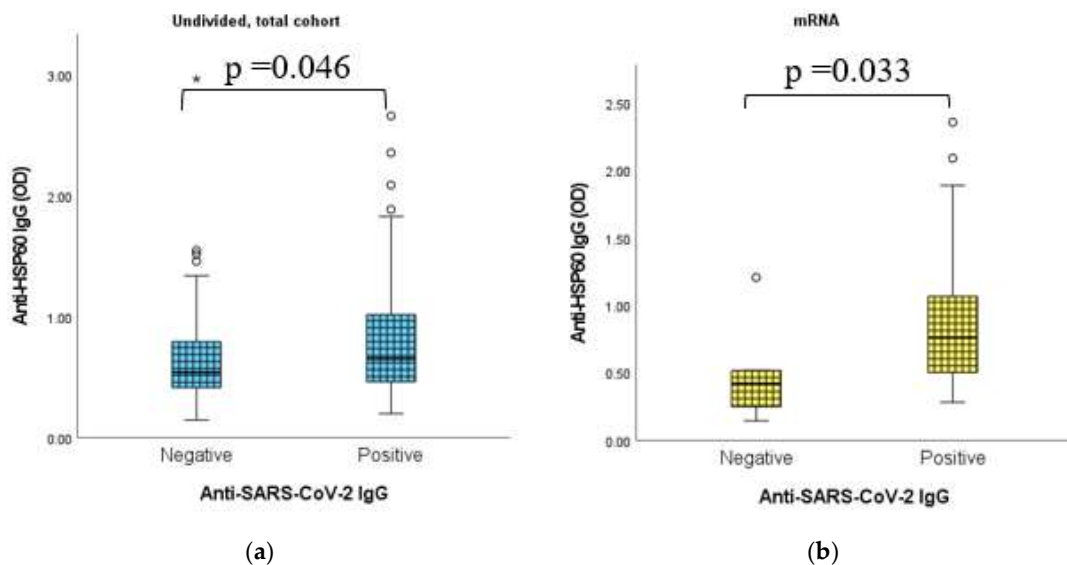 Undivided, total cohort
3.00
2.00
1.00
0.00
Anti-HSP60 IgG (OD)
p =0.046
Negative
Positive
Anti-SARS-CoV-2 IgG
(a)
mRNA
2.50
2.00
1.50
1.00
0.50
0.00
Anti-HSP60 IgG (OD)
p =0.033
Negative
Positive
Anti-SARS-CoV-2 IgG
(b)